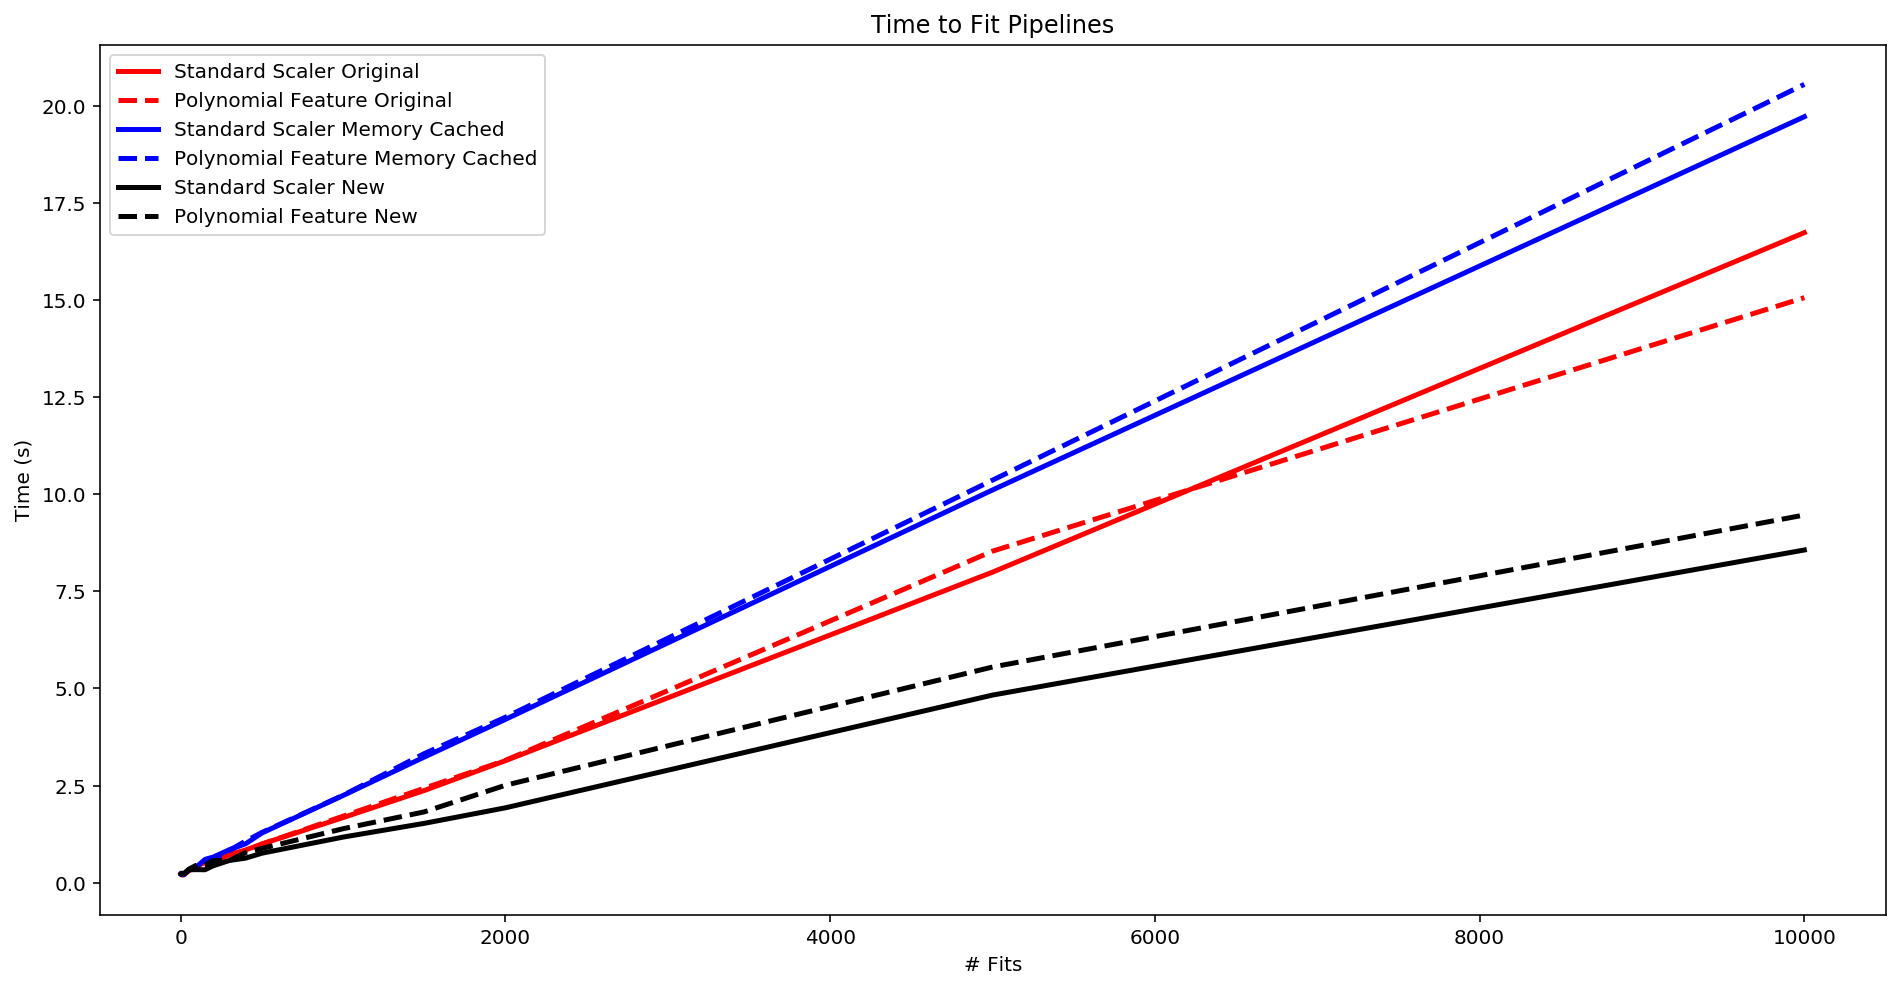 Time to Fit Pipelines
Standard Scaler Original
Polynomial Feature Original
Standard Scaler Memory Cached
Polynomial Feature Memory Cached
Standard Scaler New
Polynomial Feature New
20.0
17.5
15.0
12.5
10.0
7.5
5.0
2.5
0.0
Time (s)
0 2000 4000 6000 8000 10000
# Fits